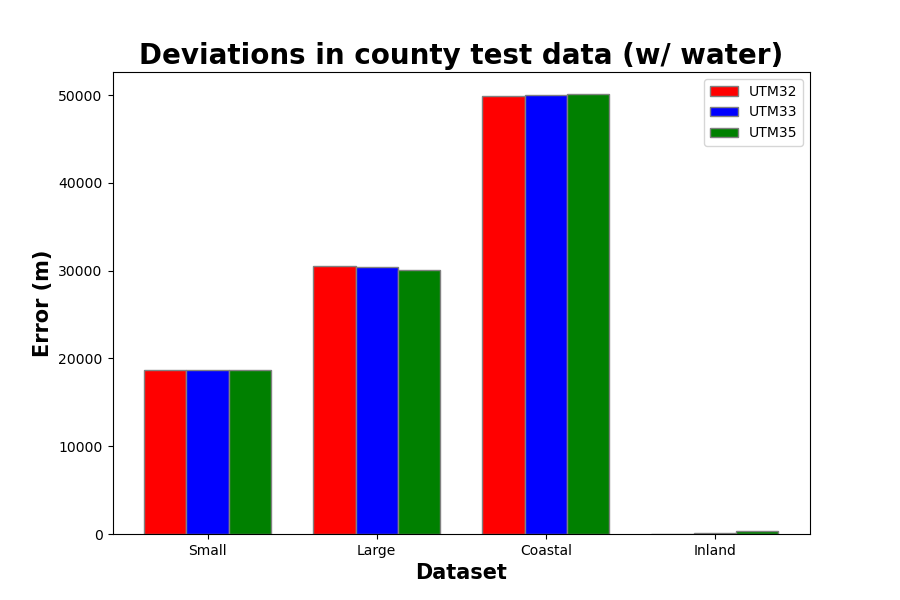 Deviations in county test data (w/ water)
UTM32
UTM33
UTM35
Error (m)
50000
40000
30000
20000
10000
0
Small Large Coastal Inland
Dataset